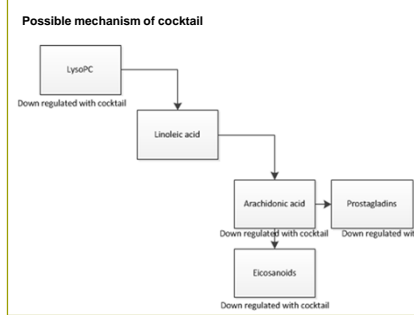 Possible mechanism of cocktail
LysoPC
Down regulated with cocktail
Linoleic acid
Arachidonic acid
Prostagladins
Down regulated with cocktail
Down regulated
Eicosanoids
Down regulated with cocktail